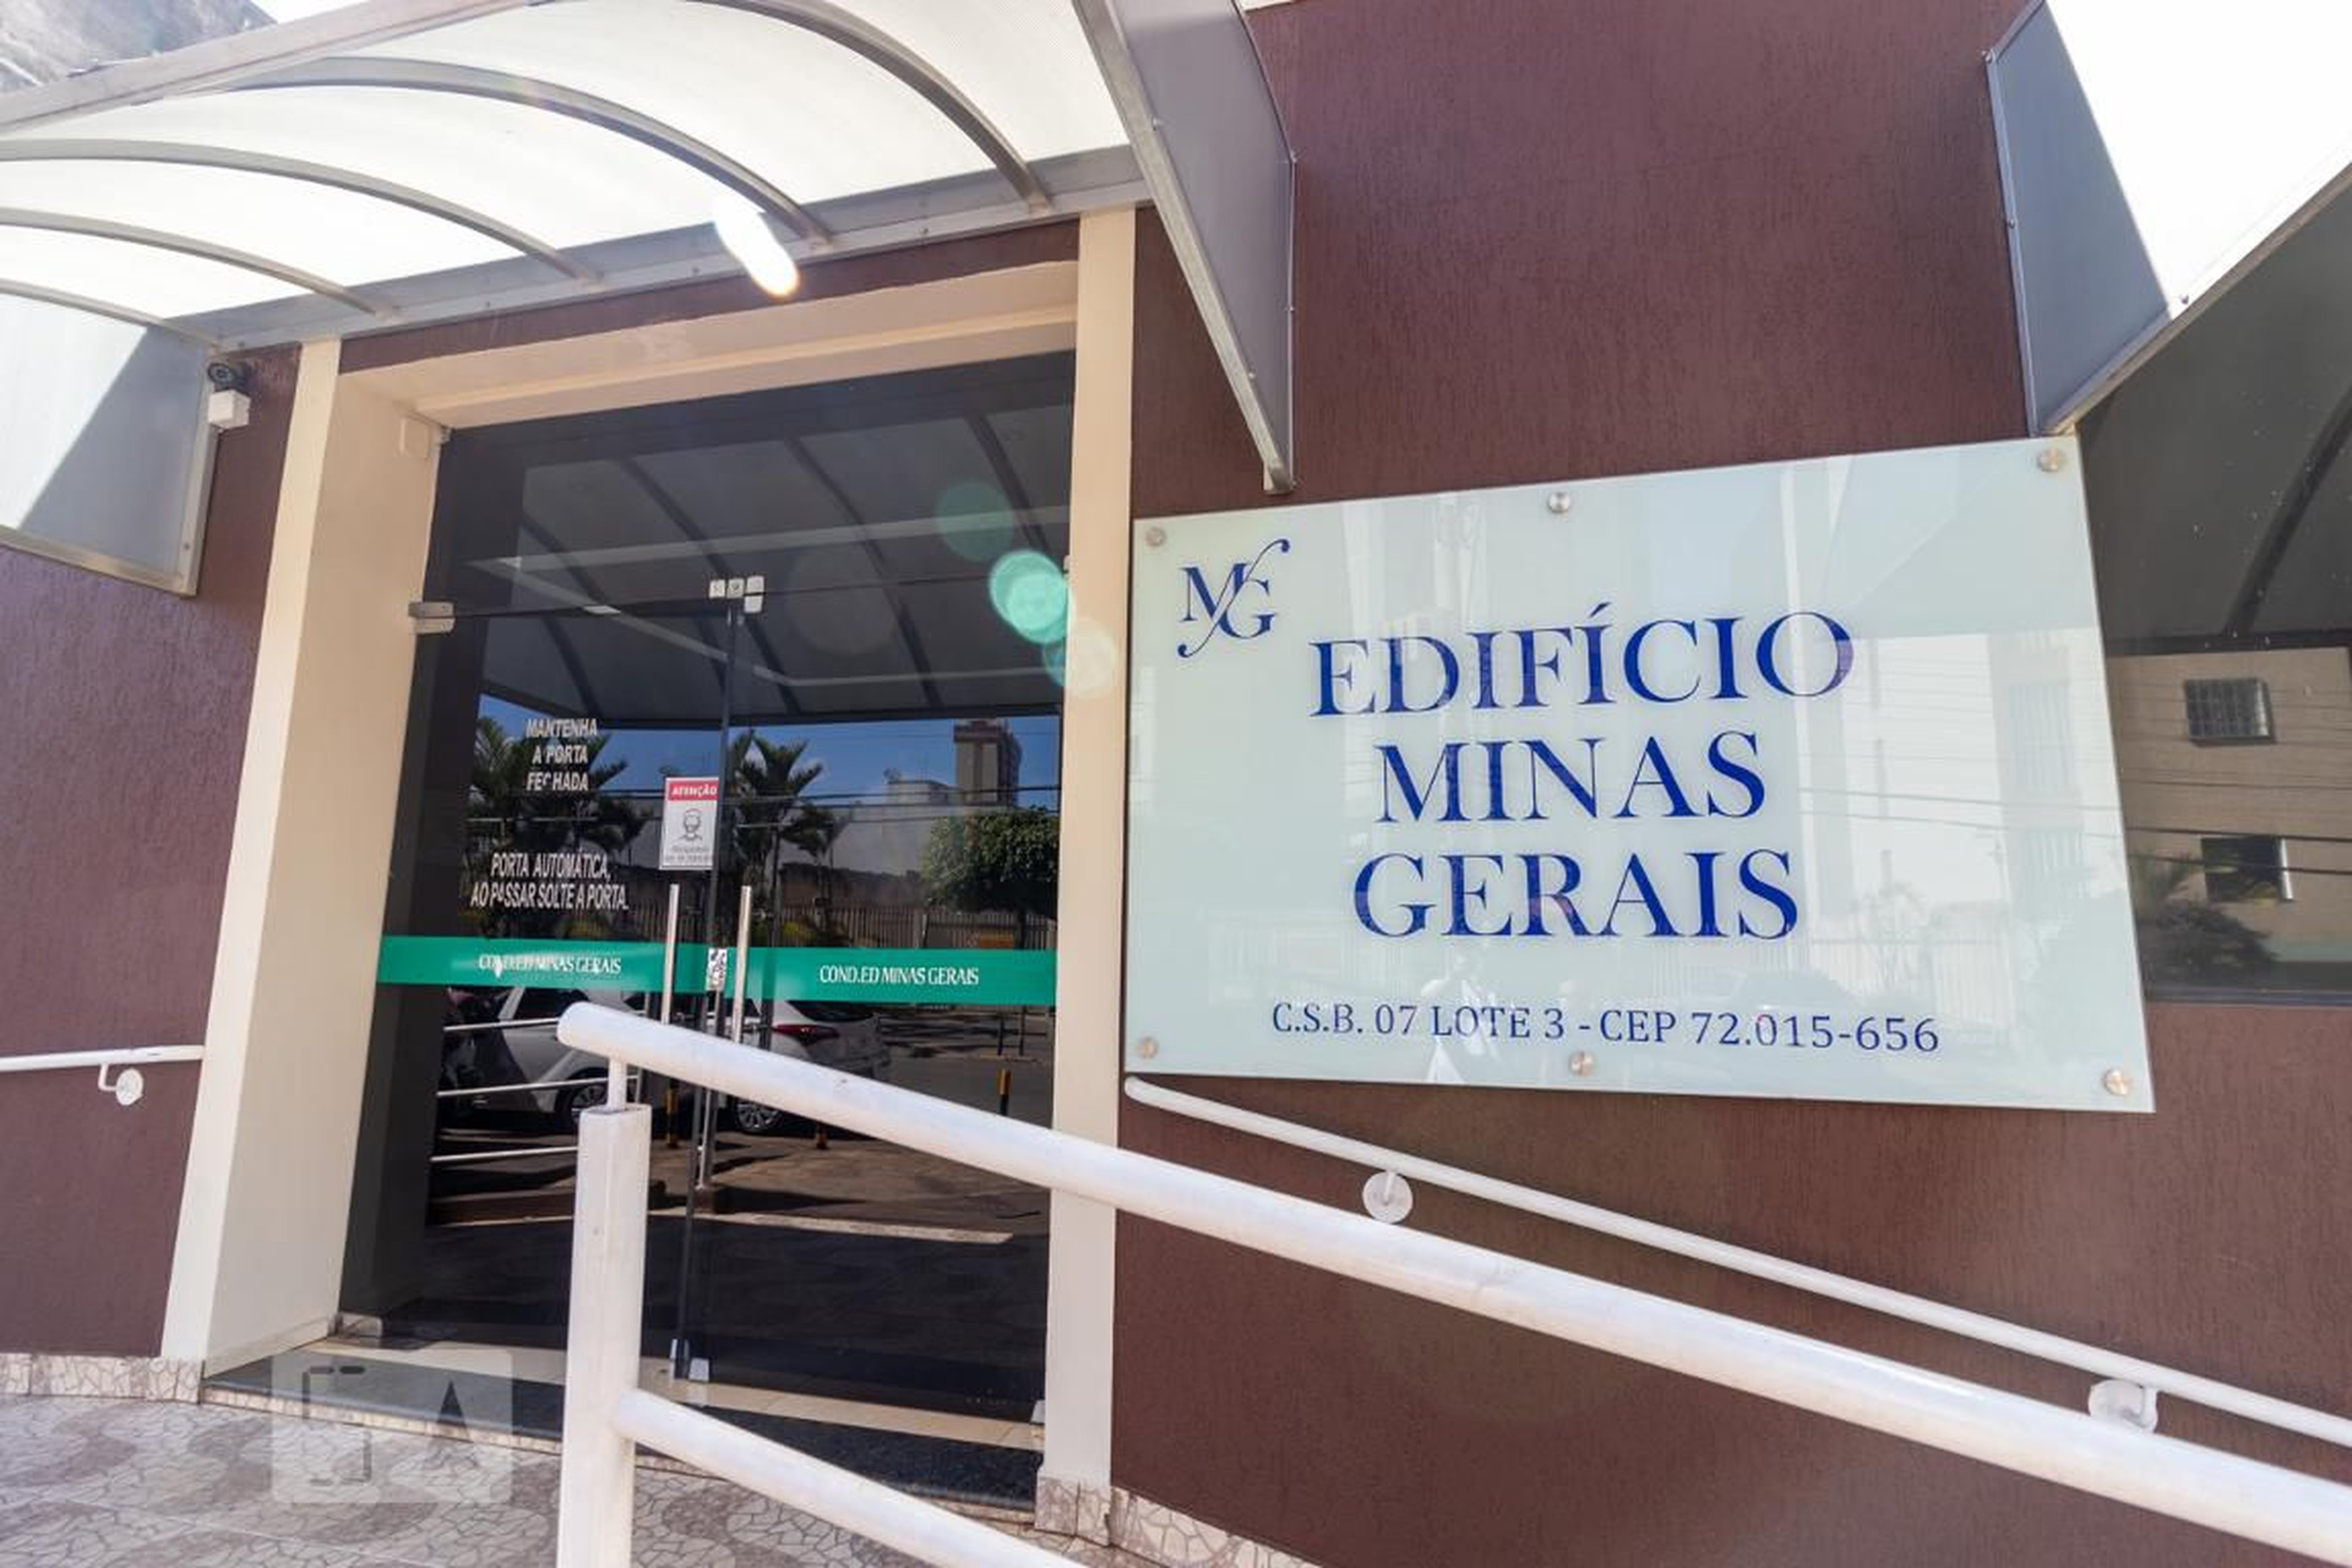 MG
EDIFÍCIO
MINAS
GERAIS
C.S.B. 07 LOTE 3 - CEP 72.015-656
MANTENHA
A PORTA
FECHADA
ATENÇÃO
PORTA AUTOMÁTICA,
AO PASSAR SOLTE A PORTA.
COND.ED MINAS GERAIS
COND.ED MINAS GERAIS